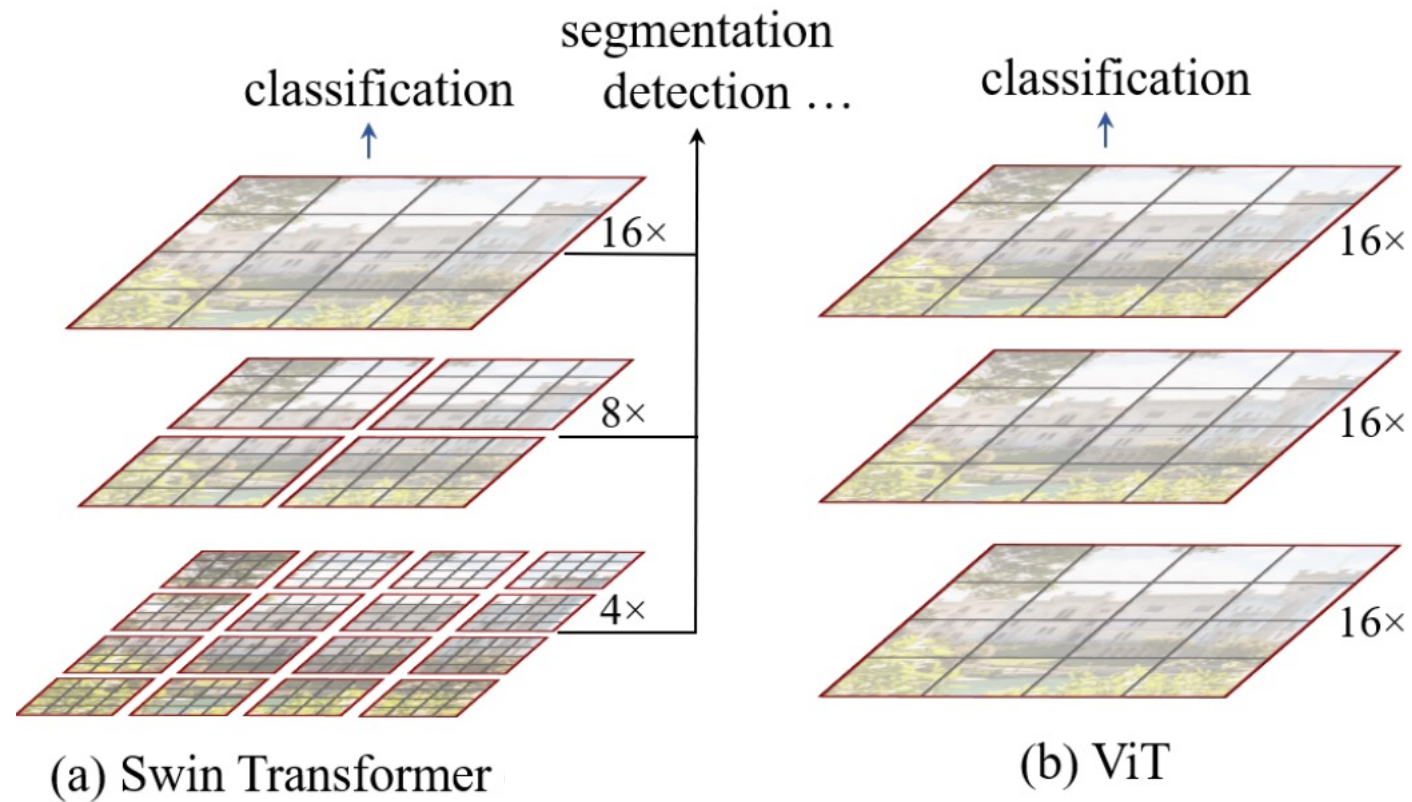 segmentation
classification
detection ...
classification
16×
8×
4×
16×
16×
16×
(a) Swin Transformer
(b) ViT